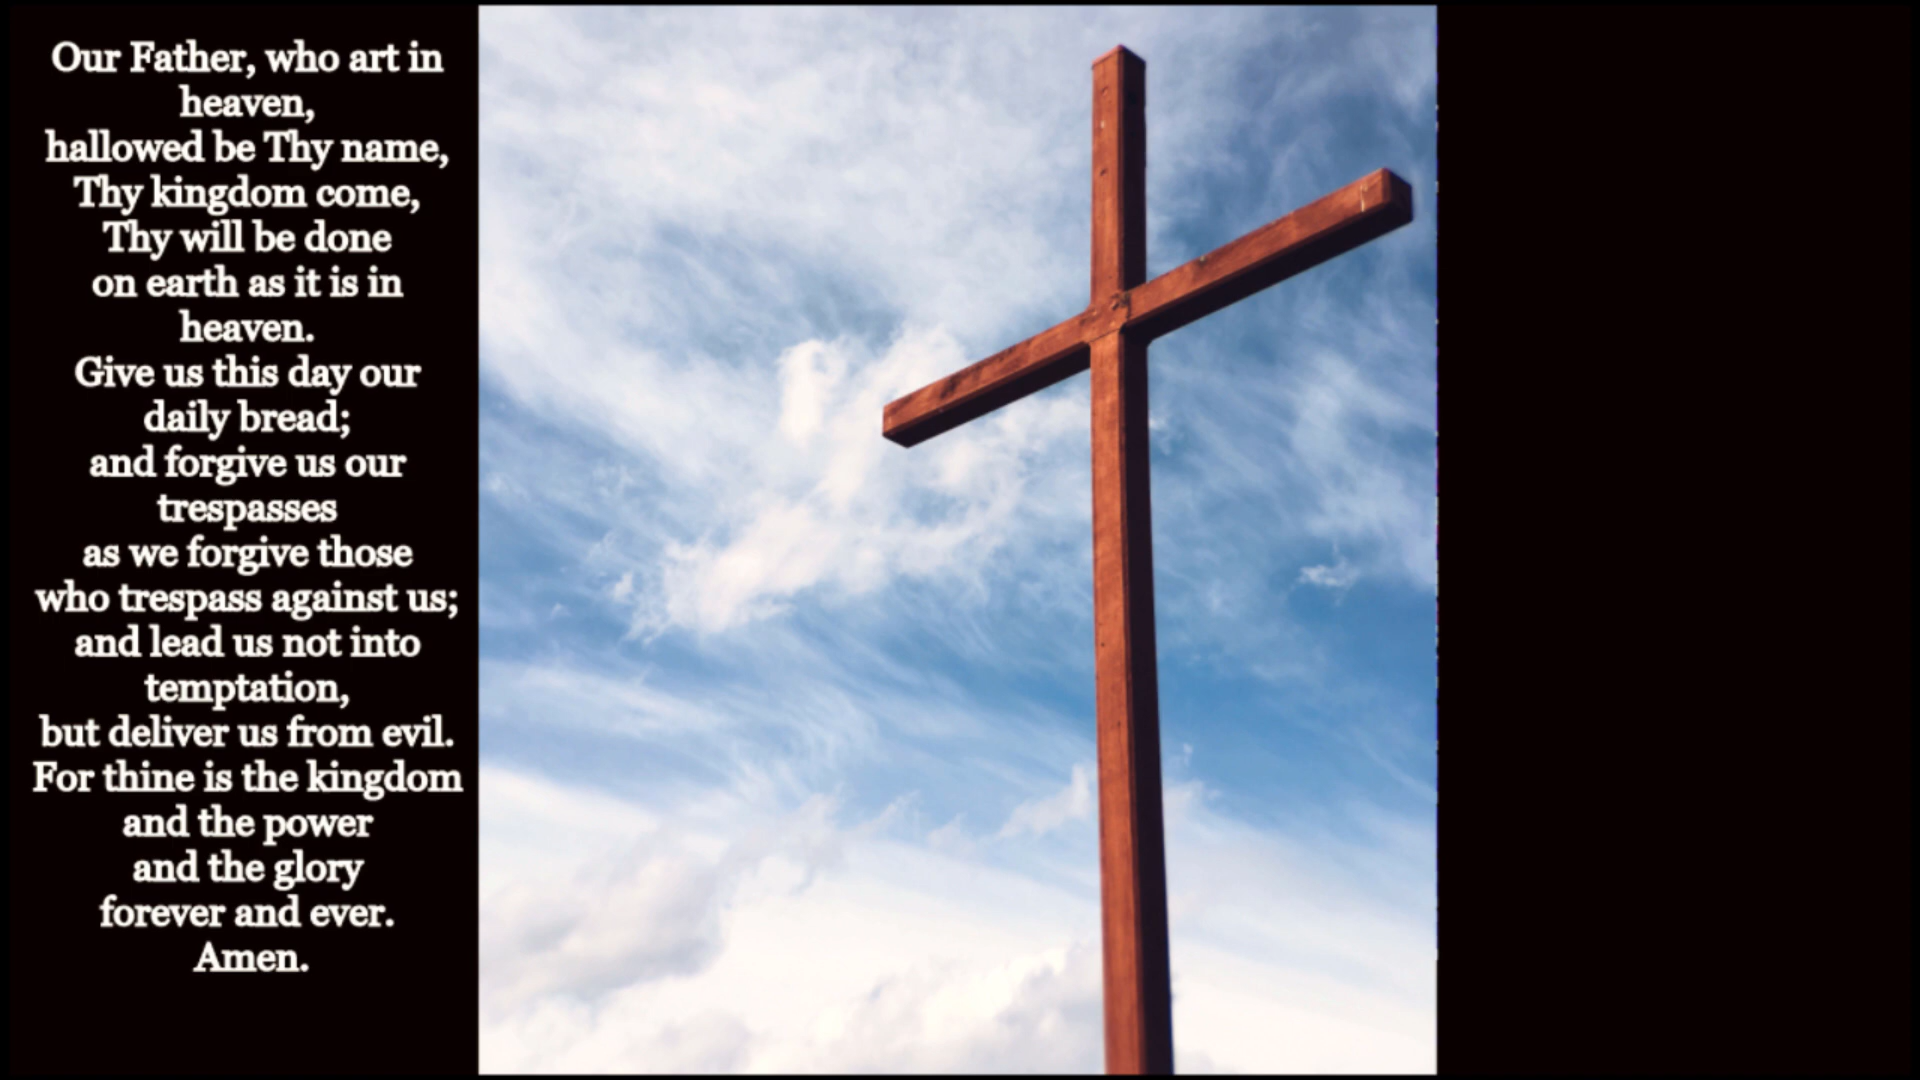 Our Father, who art in
heaven,
hallowed be Thy name,
Thy kingdom come,
Thy will be done
on earth as it is in
heaven.
Give us this day our
daily bread;
and forgive us our
trespasses
as we forgive those
who trespass against us;
and lead us not into
temptation,
but deliver us from evil.
For thine is the kingdom
and the power
and the glory
forever and ever.
Amen.